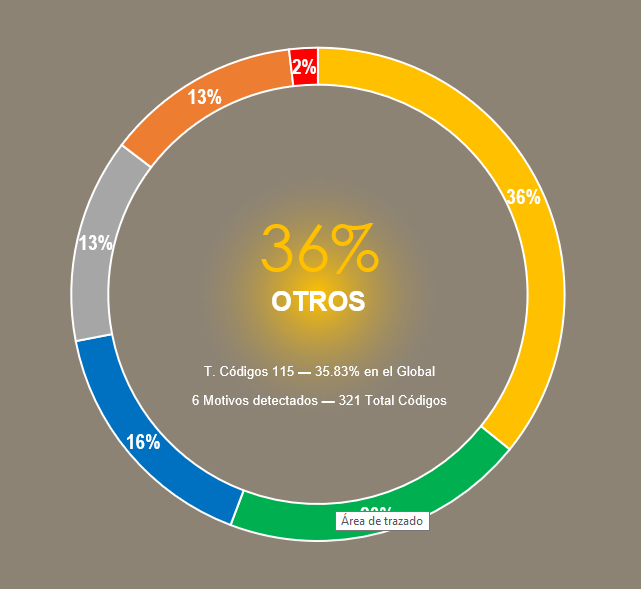 2%
13%
36%
13%
36%
OTROS
T. Códigos 115 — 35.83% en el Global
6 Motivos detectados — 321 Total Códigos
16%
Área de trazado